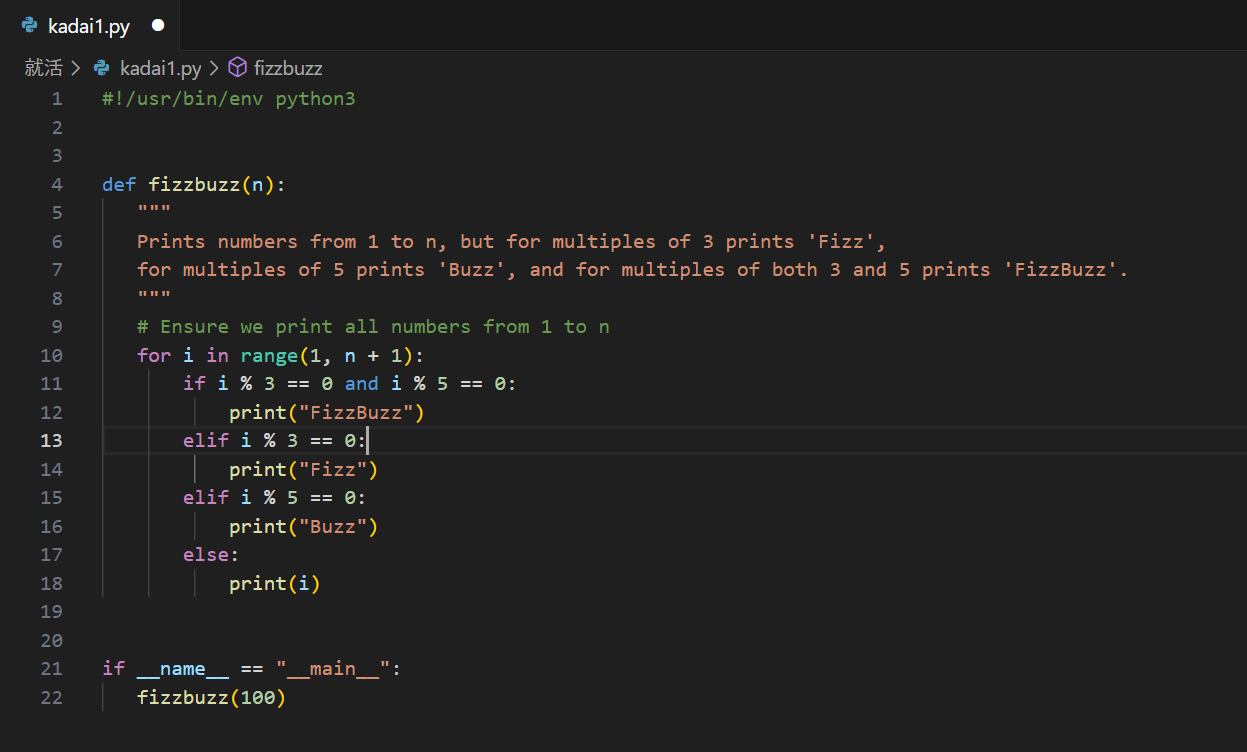 kadai1.py
就活 > kadai1.py > fizzbuzz
1 #!/usr/bin/env python3
2
3
4 def fizzbuzz(n):
5     """
6     Prints numbers from 1 to n, but for multiples of 3 prints 'Fizz',
7     for multiples of 5 prints 'Buzz', and for multiples of both 3 and 5 prints 'FizzBuzz'.
8     """
9     # Ensure we print all numbers from 1 to n
10     for i in range(1, n + 1):
11         if i % 3 == 0 and i % 5 == 0:
12             print("FizzBuzz")
13         elif i % 3 == 0:
14             print("Fizz")
15         elif i % 5 == 0:
16             print("Buzz")
17         else:
18             print(i)
19
20
21 if __name__ == "__main__":
22     fizzbuzz(100)